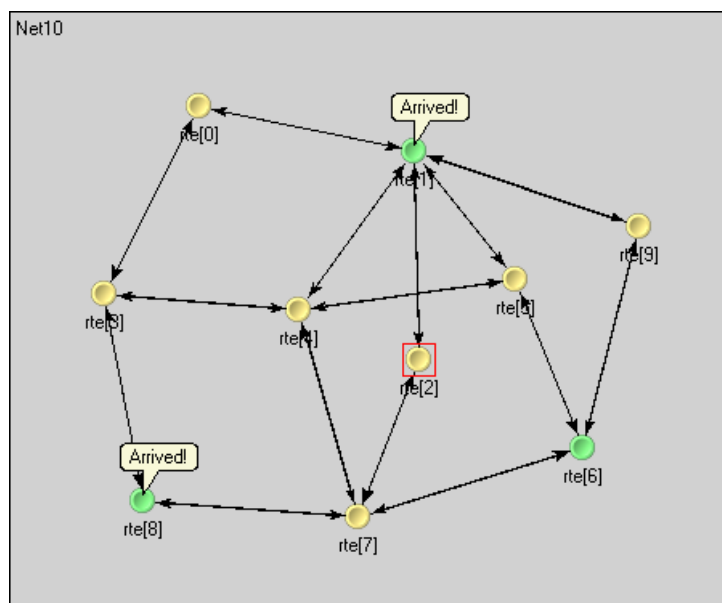 Net10
Arrived!
rte[0]
rte[1]
rte[9]
rte[3]
rte[4]
rte[5]
rte[2]
Arrived!
rte[6]
rte[8]
rte[7]